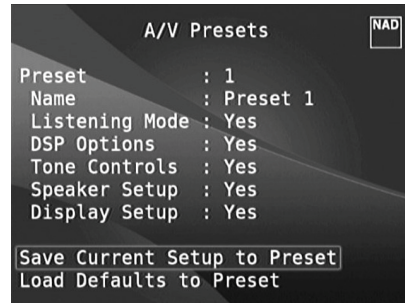 A/V Presets
NAD
Preset : 1
Name : Preset 1
Listening Mode : Yes
DSP Options : Yes
Tone Controls : Yes
Speaker Setup : Yes
Display Setup : Yes
Save Current Setup to Preset
Load Defaults to Preset